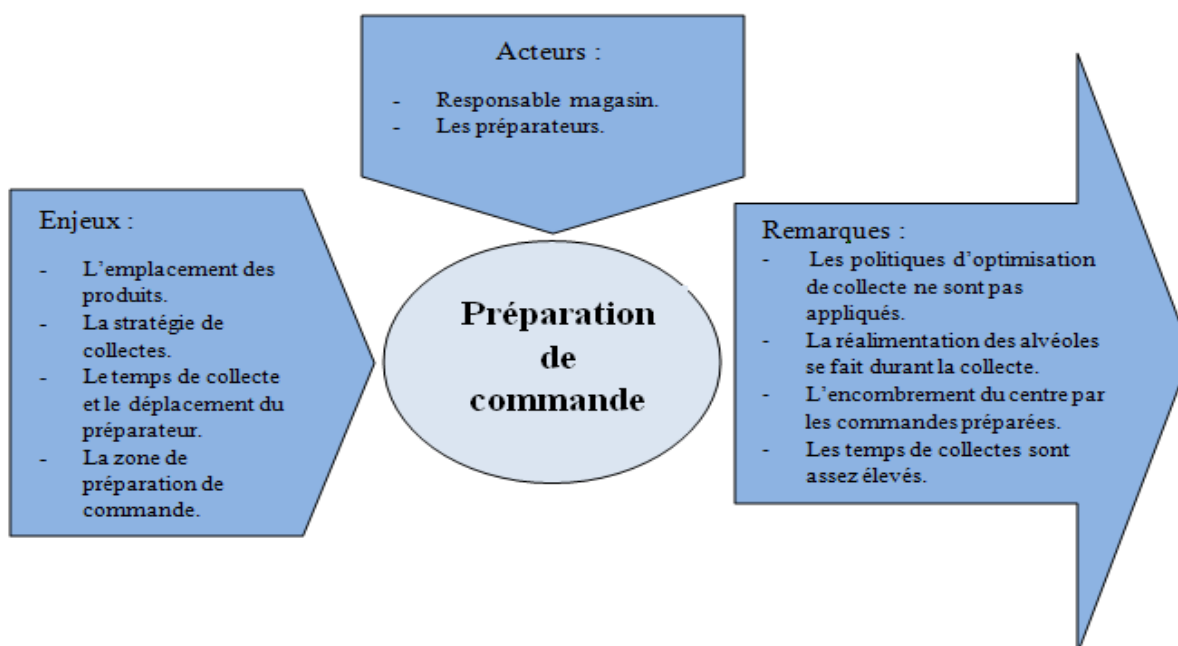 Acteurs :
- Responsable magasin.
- Les préparateurs.
Enjeux :
- L'emplacement des
produits.
- La stratégie de
collectes.
- Le temps de collecte
et le déplacement du
préparateur.
- La zone de
préparation de
commande.
Préparation
de
commande
Remarques :
- Les politiques d'optimisation
de collecte ne sont pas
appliqués.
- La réalimentation des alvéoles
se fait durant la collecte.
- L'encombrement du centre par
les commandes préparées.
- Les temps de collectes sont
assez élevés.